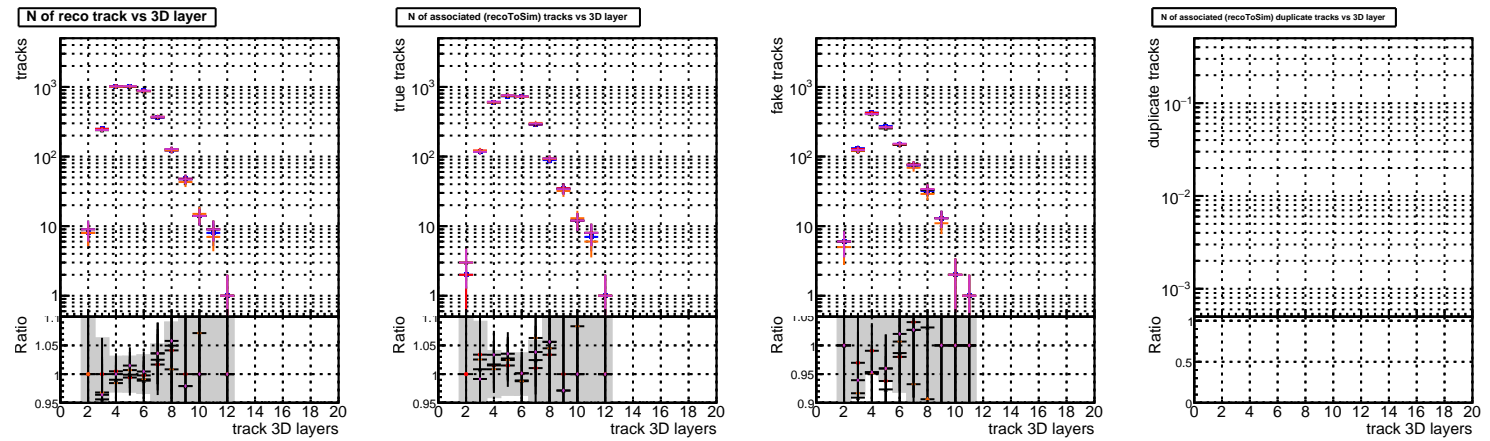 N of reco track vs 3D layer
tracks
10³
10²
10
1
Ratio
1.1
1.05
1
0.95
0 2 4 6 8 10 12 14 16 18 20
track 3D layers
N of associated (recoToSim) tracks vs 3D layer
true tracks
10³
10²
10
1
Ratio
1.1
1.05
1
0.95
0 2 4 6 8 10 12 14 16 18 20
track 3D layers
fake tracks
10³
10²
10
1
Ratio
1.05
1
0.95
0.9
0 2 4 6 8 10 12 14 16 18 20
track 3D layers
N of associated (recoToSim) duplicate tracks vs 3D layer
duplicate tracks
10⁻¹
10⁻²
10⁻³
Ratio
1
0.5
0
0 2 4 6 8 10 12 14 16 18 20
track 3D layers